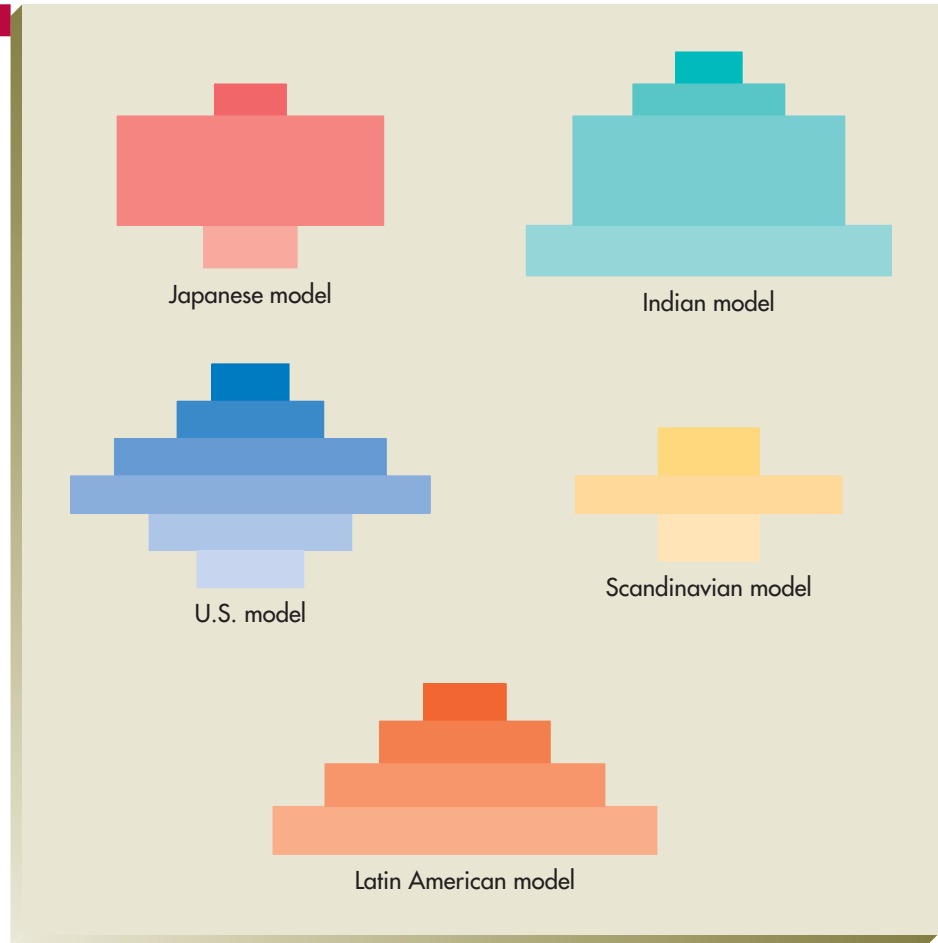 Japanese model
Indian model
U.S. model
Scandinavian model
Latin American model